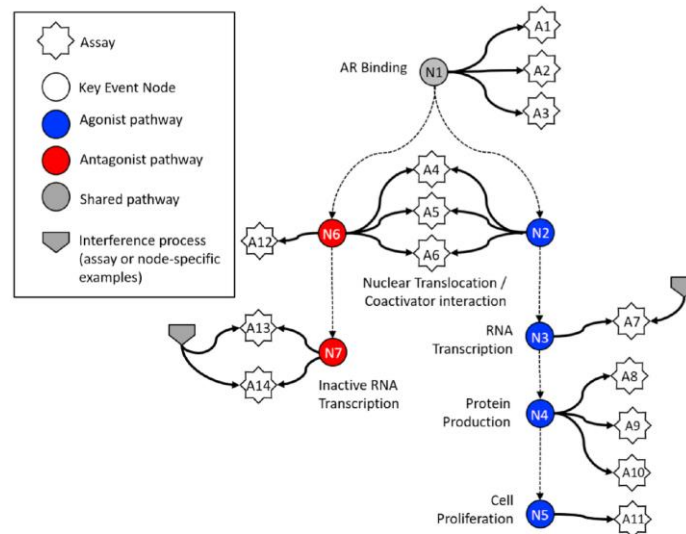 Assay
Key Event Node
Agonist pathway
Antagonist pathway
Shared pathway
Interference process
(assay or node-specific
examples)
AR Binding
N1
A1
A2
A3
A4
A5
A6
A12
N6
N2
Nuclear Translocation /
Coactivator interaction
A13
A14
N7
Inactive RNA
Transcription
RNA
Transcription
N3
A7
Protein
Production
N4
A8
A9
A10
Cell
Proliferation
N5
A11